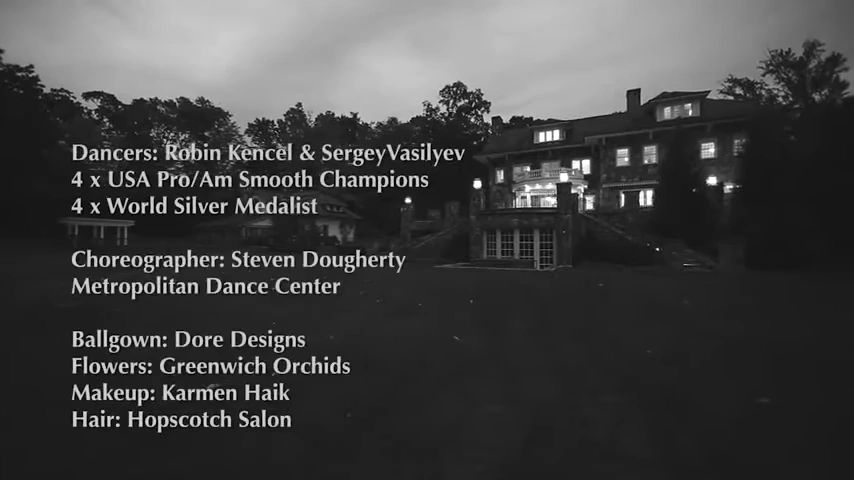 Dancers: Robin Kencel & SergeyVasilyev
4 x USA Pro/Am Smooth Champions
4 x World Silver Medalist
Choreographer: Steven Dougherty
Metropolitan Dance Center
Ballgown: Dore Designs
Flowers: Greenwich Orchids
Makeup: Karmen Haik
Hair: Hopscotch Salon